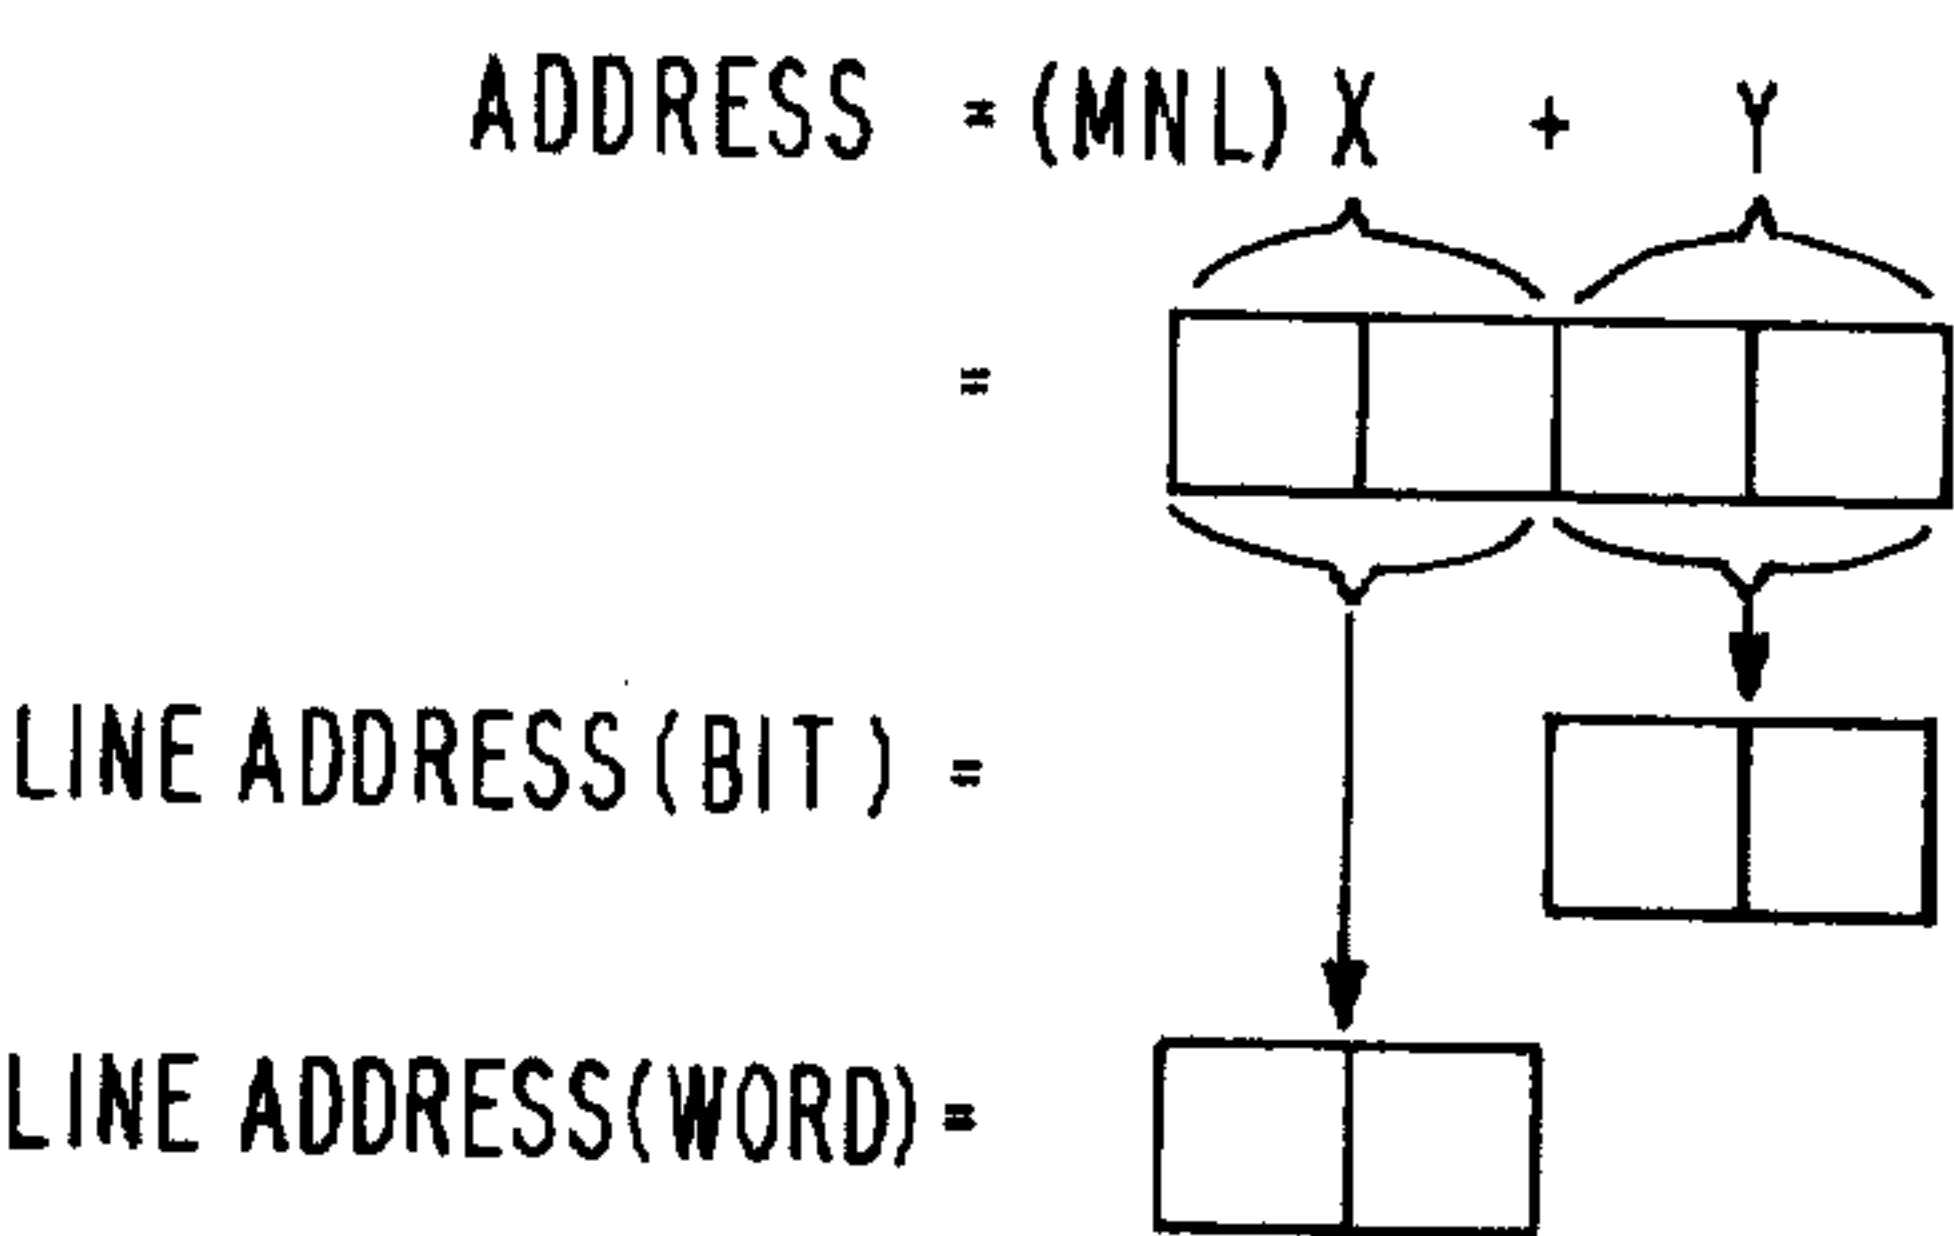 ADDRESS = (MNL) X + Y
=
LINE ADDRESS (BIT) =
LINE ADDRESS (WORD) =